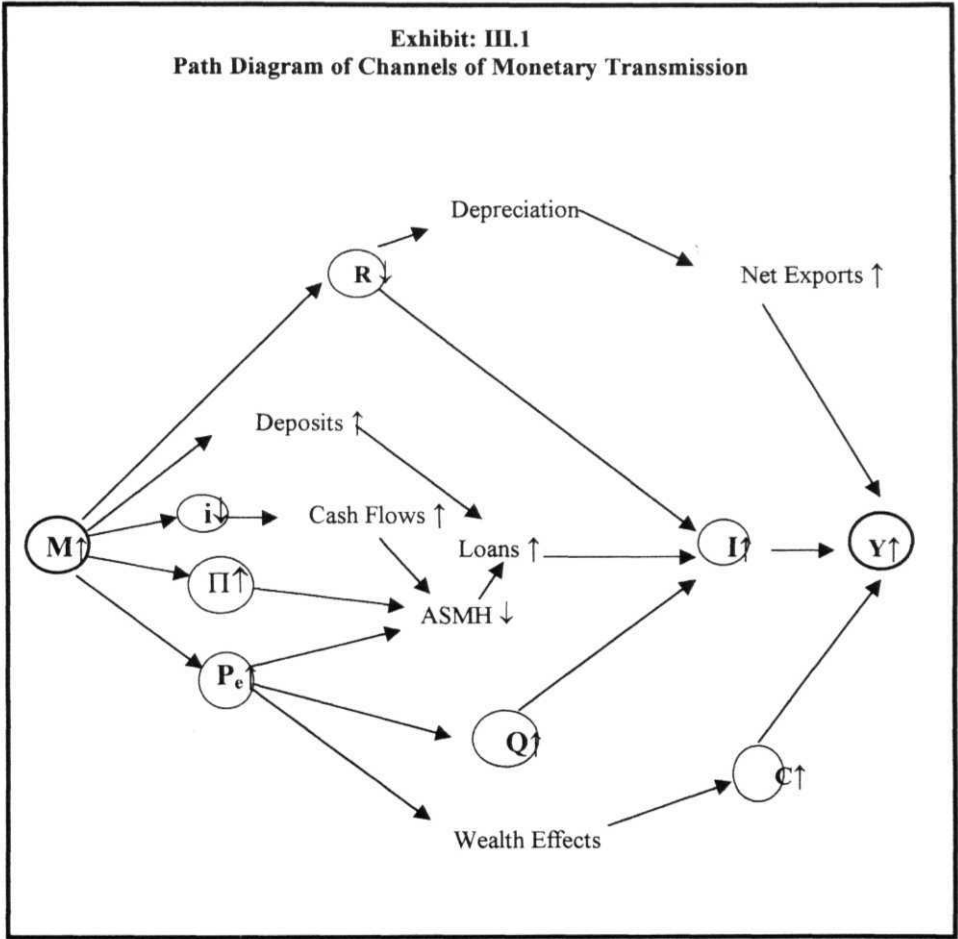 Exhibit: III.1
Path Diagram of Channels of Monetary Transmission
Depreciation
R↓
Net Exports ↑
Deposits ↑
i↓
Cash Flows ↑
M↑
Loans ↑
I↑
Y↑
Π↑
ASMH ↓
Pe↑
Q↑
C↑
Wealth Effects